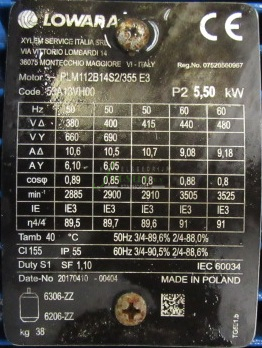 LOWARA
XYLEM SERVICE ITALIA SRL
VIA VITTORIO LOMBARDI 14
36075 MONTECCHIO MAGGIORE VI - ITALY
Reg.No. 07520560967
Motor 3~ PLM112B14S2/355 E3
Code P2 5,50 kW
Hz 50 50 50 60 60
V Δ 380 400 415 440 460
V Y 660 690
A Δ 10,6 10,5 10,7 9,08 9,18
A Y 6,10 6,05
cosφ 0,89 0,85 0,8 0,88
min⁻¹ 2885 2900 2910 3505 3525
IE IE3 IE3 IE3 IE3 IE3
η4/4 89,5 89,7 89,6 91 91
Tamb 40 °C 50Hz 3/4-89,6% 2/4-88,0%
Cl 155 IP 55 60Hz 3/4-90,5% 2/4-88,6%
Duty S1 SF 1,10 IEC 60034
Date-No 20170410 - 00404 MADE IN POLAND
6306-ZZ
6206-ZZ
kg 38